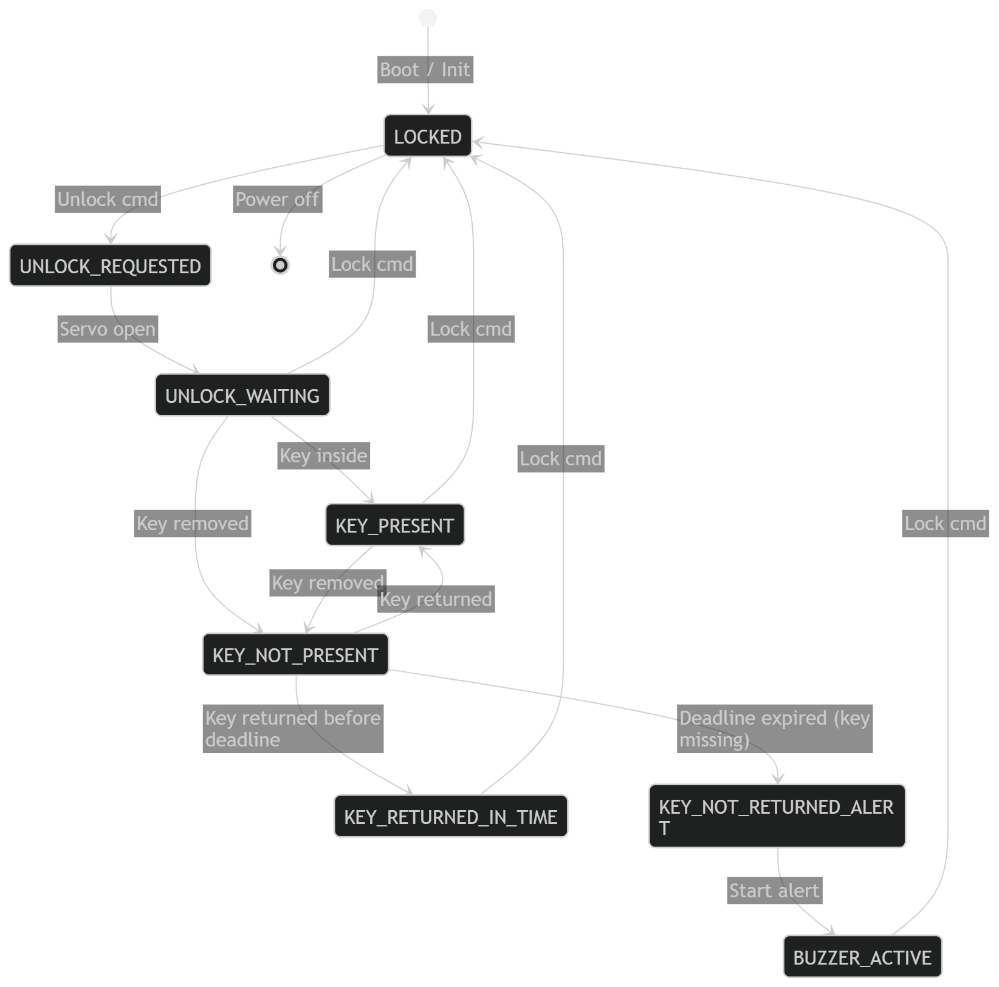 Boot / Init
LOCKED
Unlock cmd
Power off
UNLOCK_REQUESTED
Lock cmd
Servo open
Lock cmd
UNLOCK_WAITING
Key inside
Lock cmd
KEY_PRESENT
Key removed
Lock cmd
Key removed
Key returned
KEY_NOT_PRESENT
Key returned before
deadline
Deadline expired (key
missing)
KEY_RETURNED_IN_TIME
KEY_NOT_RETURNED_ALER
T
Start alert
BUZZER_ACTIVE